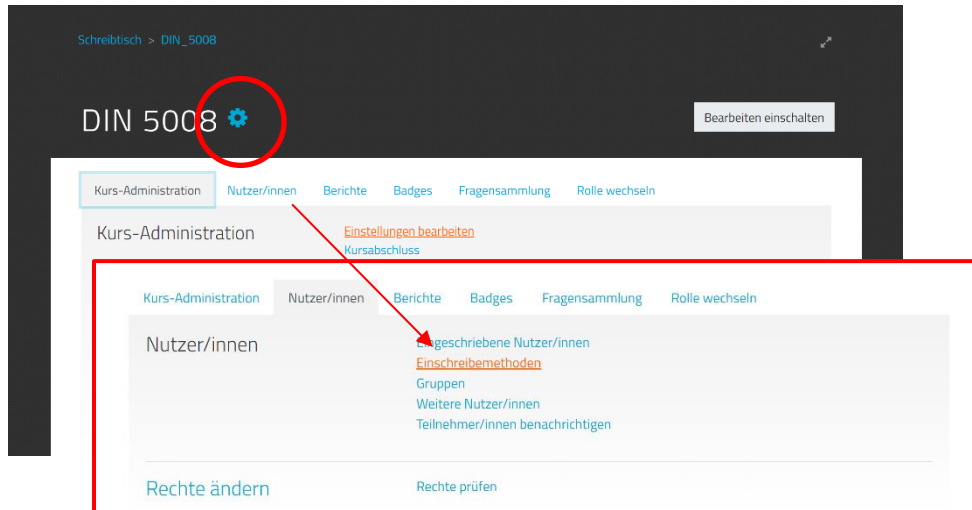 Schreibtisch > DIN_5008
DIN 5008
Bearbeiten einschalten
Kurs-Administration Nutzer/innen Berichte Badges Fragensammlung Rolle wechseln
Kurs-Administration
Einstellungen bearbeiten
Kursabschluss
Kurs-Administration Nutzer/innen Berichte Badges Fragensammlung Rolle wechseln
Nutzer/innen
Eingeschriebene Nutzer/innen
Einschreibemethoden
Gruppen
Weitere Nutzer/innen
Teilnehmer/innen benachrichtigen
Rechte ändern
Rechte prüfen